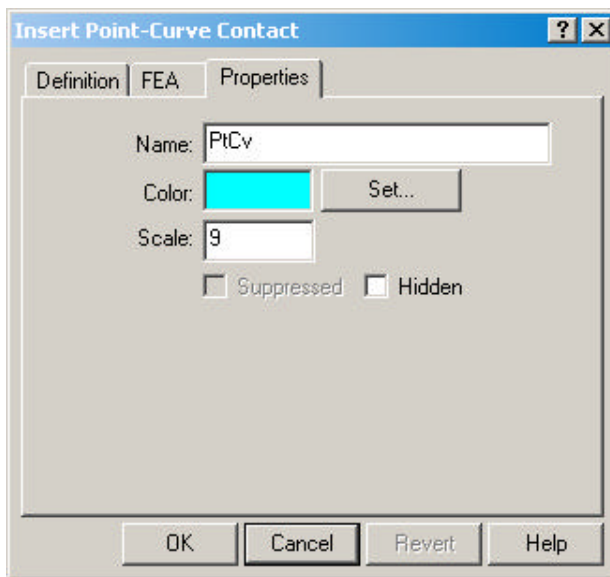 Insert Point-Curve Contact
Definition FEA Properties
Name: PtCv
Color: Set...
Scale: 9
Suppressed Hidden
OK Cancel Revert Help